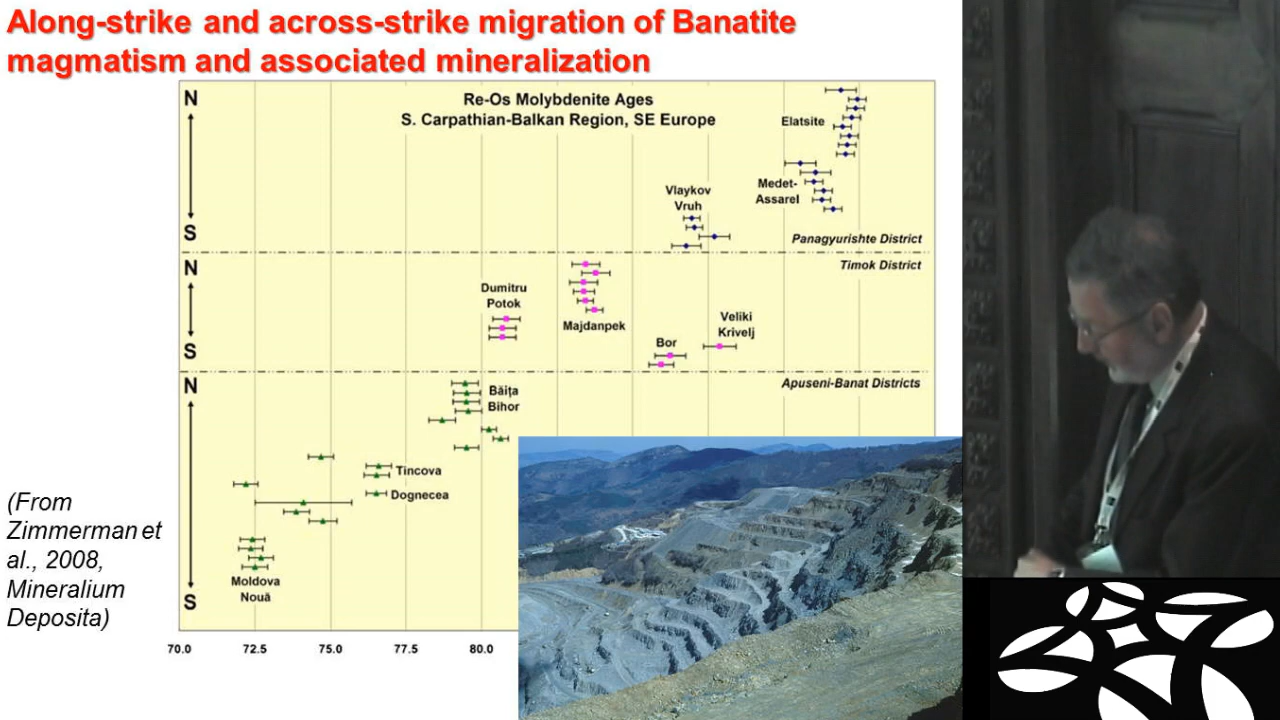 Along-strike and across-strike migration of Banatite
magmatism and associated mineralization
N
Re-Os Molybdenite Ages
S. Carpathian-Balkan Region, SE Europe
Elatsite
Medet-
Assarel
Vlaykov
Vruh
S
Panagyurishte District
N
Timok District
Dumitru
Potok
Majdanpek
Veliki
Krivelj
Bor
S
N
Apuseni-Banat Districts
Băița
Bihor
Tincova
Dognecea
Moldova
Nouă
S
(From
Zimmerman et
al., 2008,
Mineralium
Deposita)
70.0 72.5 75.0 77.5 80.0